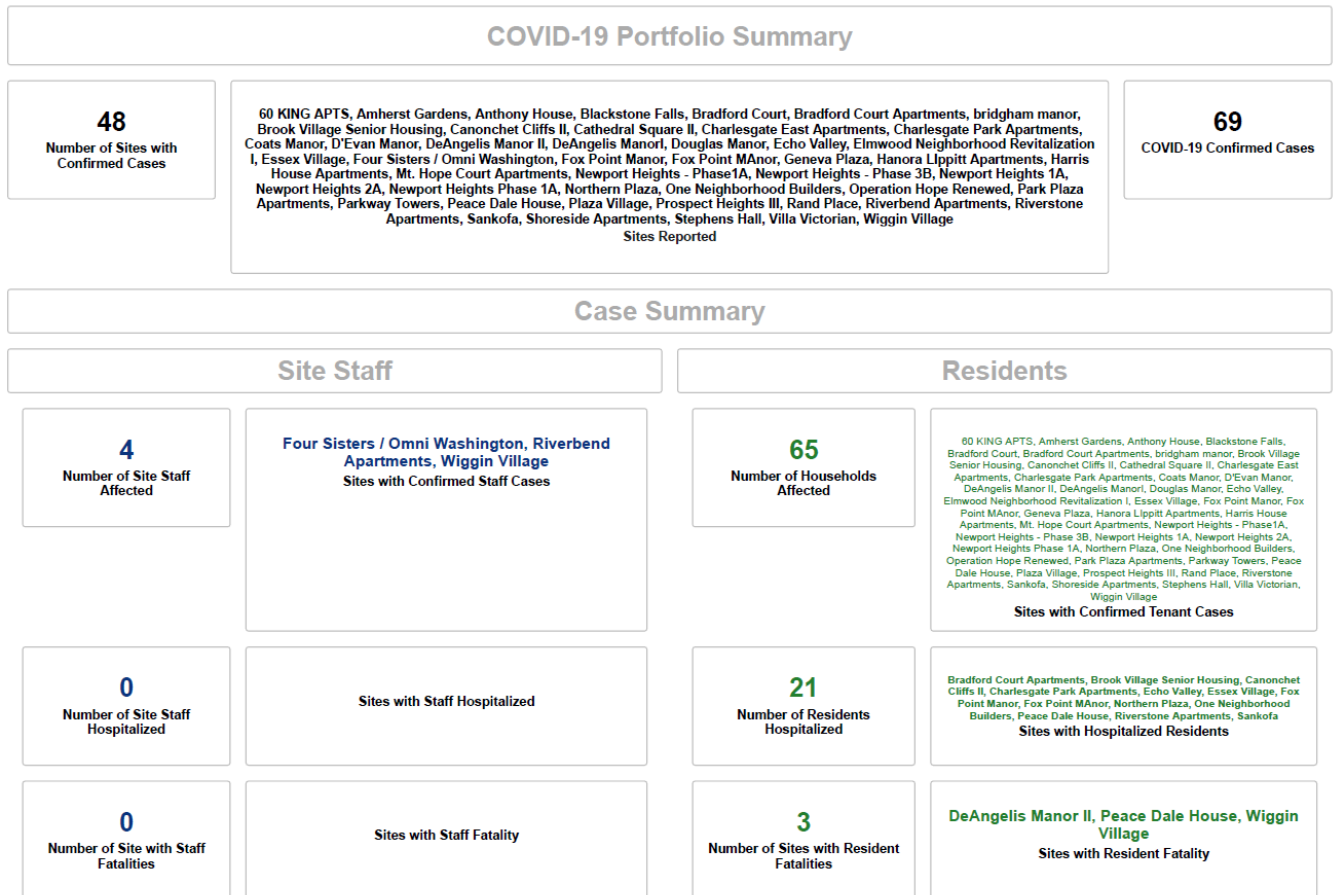 COVID-19 Portfolio Summary
48
Number of Sites with
Confirmed Cases
60 KING APTS, Amherst Gardens, Anthony House, Blackstone Falls, Bradford Court, Bradford Court Apartments, bridgham manor,
Brook Village Senior Housing, Canonchet Cliffs II, Cathedral Square II, Charlesgate East Apartments, Charlesgate Park Apartments,
Coats Manor, D'Evan Manor, DeAngelis Manor II, DeAngelis ManorI, Douglas Manor, Echo Valley, Elmwood Neighborhood Revitalization
I, Essex Village, Four Sisters / Omni Washington, Fox Point Manor, Fox Point MAnor, Geneva Plaza, Hanora LIppitt Apartments, Harris
House Apartments, Mt. Hope Court Apartments, Newport Heights - Phase1A, Newport Heights - Phase 3B, Newport Heights 1A,
Newport Heights 2A, Newport Heights Phase 1A, Northern Plaza, One Neighborhood Builders, Operation Hope Renewed, Park Plaza
Apartments, Parkway Towers, Peace Dale House, Plaza Village, Prospect Heights III, Rand Place, Riverbend Apartments, Riverstone
Apartments, Sankofa, Shoreside Apartments, Stephens Hall, Villa Victorian, Wiggin Village
Sites Reported
69
COVID-19 Confirmed Cases
Case Summary
Site Staff
4
Number of Site Staff
Affected
Four Sisters / Omni Washington, Riverbend
Apartments, Wiggin Village
Sites with Confirmed Staff Cases
0
Number of Site Staff
Hospitalized
Sites with Staff Hospitalized
0
Number of Site with Staff
Fatalities
Sites with Staff Fatality
Residents
65
Number of Households
Affected
60 KING APTS, Amherst Gardens, Anthony House, Blackstone Falls,
Bradford Court, Bradford Court Apartments, bridgham manor, Brook Village
Senior Housing, Canonchet Cliffs II, Cathedral Square II, Charlesgate East
Apartments, Charlesgate Park Apartments, Coats Manor, D'Evan Manor,
DeAngelis Manor II, DeAngelis ManorI, Douglas Manor, Echo Valley,
Elmwood Neighborhood Revitalization I, Essex Village, Fox Point Manor, Fox
Point MAnor, Geneva Plaza, Hanora LIppitt Apartments, Harris House
Apartments, Mt. Hope Court Apartments, Newport Heights - Phase1A,
Newport Heights - Phase 3B, Newport Heights 1A, Newport Heights 2A,
Newport Heights Phase 1A, Northern Plaza, One Neighborhood Builders,
Operation Hope Renewed, Park Plaza Apartments, Parkway Towers, Peace
Dale House, Plaza Village, Prospect Heights III, Rand Place, Riverstone
Apartments, Sankofa, Shoreside Apartments, Stephens Hall, Villa Victorian,
Wiggin Village
Sites with Confirmed Tenant Cases
21
Number of Residents
Hospitalized
Bradford Court Apartments, Brook Village Senior Housing, Canonchet
Cliffs II, Charlesgate Park Apartments, Echo Valley, Essex Village, Fox
Point Manor, Fox Point MAnor, Northern Plaza, One Neighborhood
Builders, Peace Dale House, Riverstone Apartments, Sankofa
Sites with Hospitalized Residents
3
Number of Sites with Resident
Fatalities
DeAngelis Manor II, Peace Dale House, Wiggin
Village
Sites with Resident Fatality